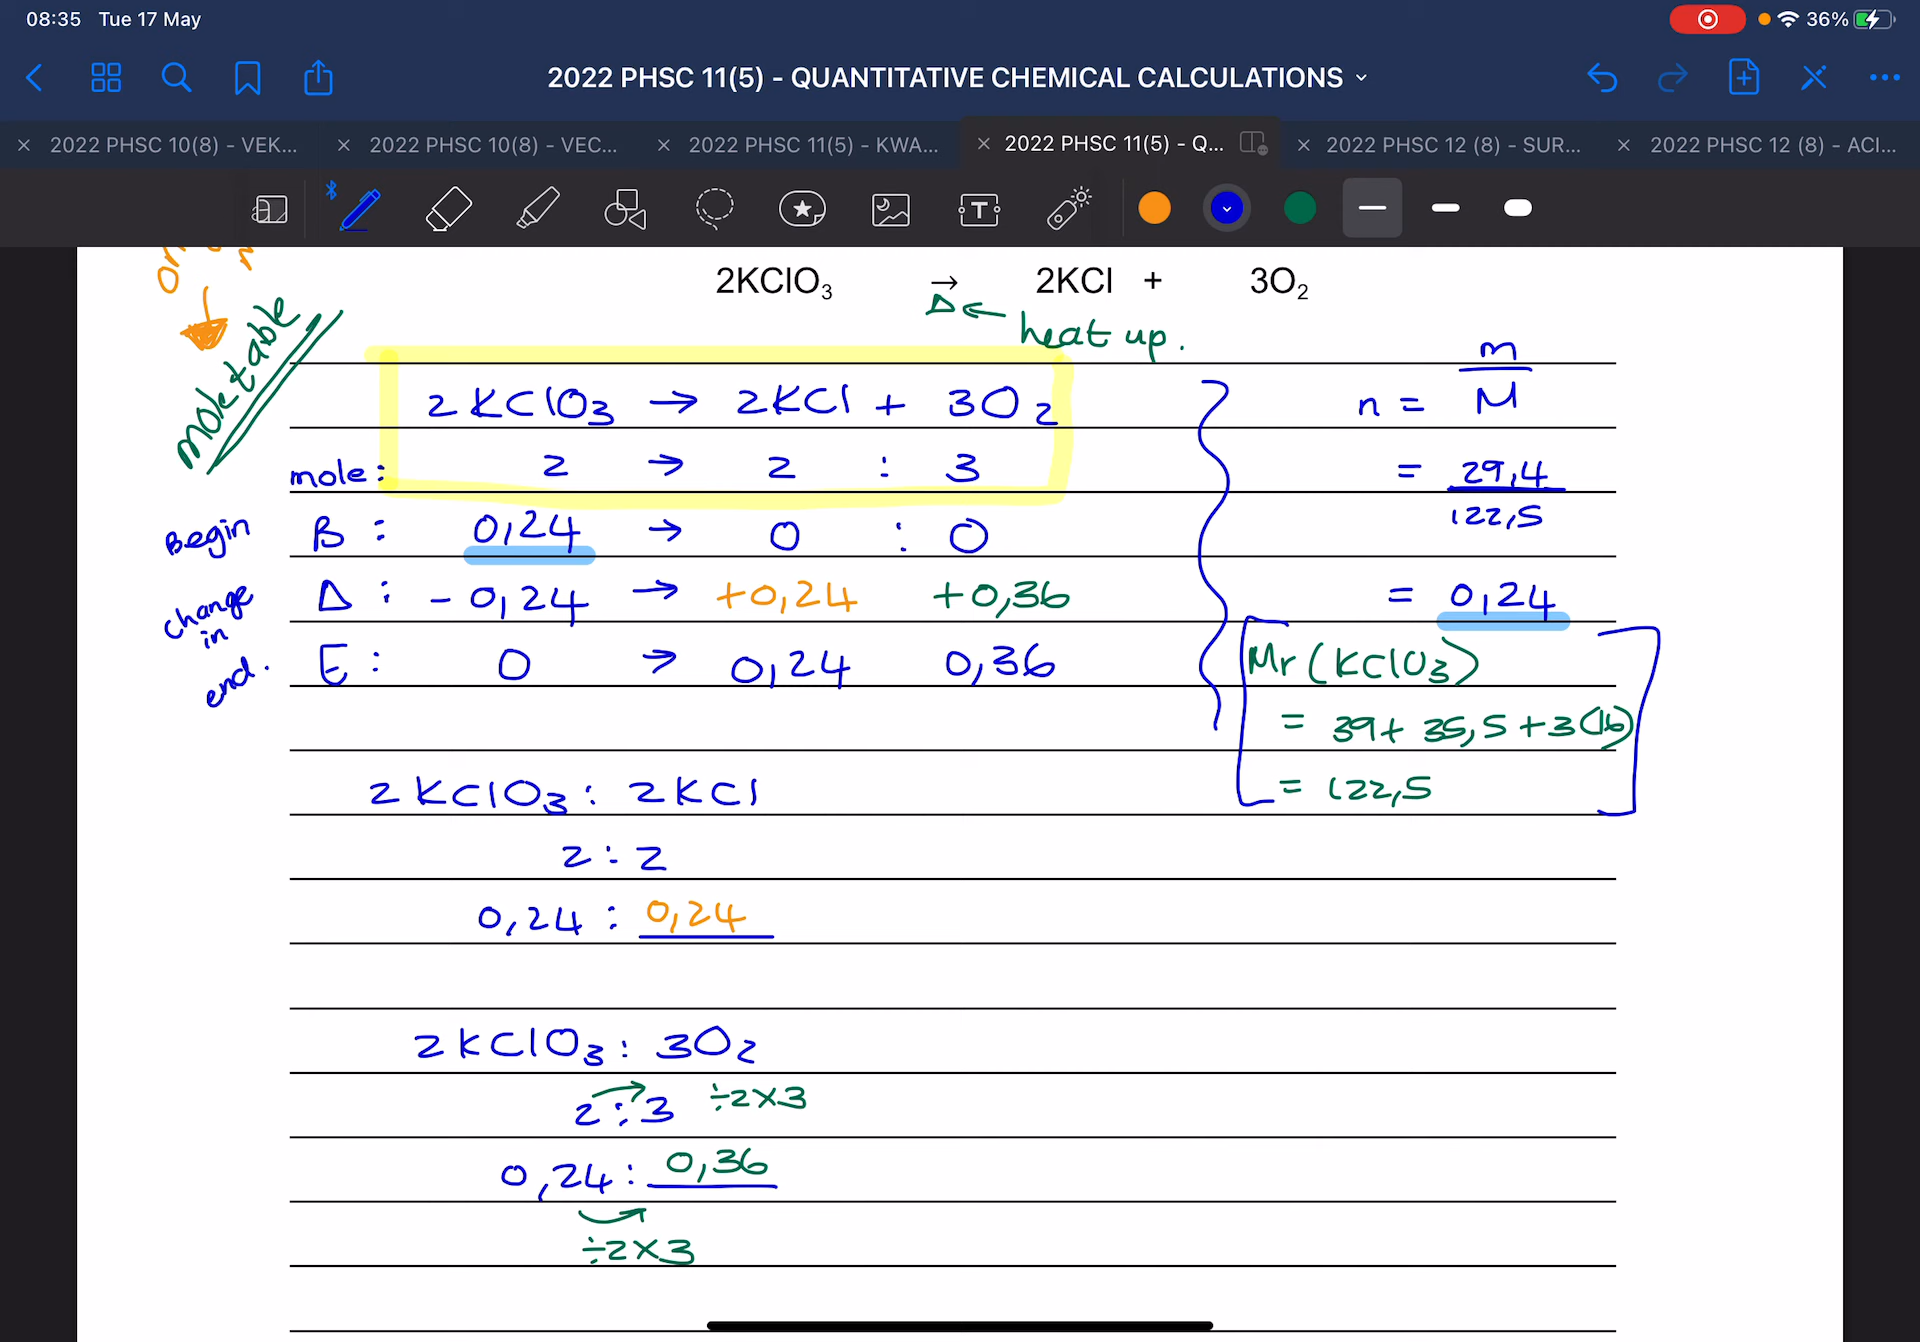 08:35 Tue 17 May 36%
2022 PHSC 11(5) - QUANTITATIVE CHEMICAL CALCULATIONS
2022 PHSC 10(8) - VEK... 2022 PHSC 10(8) - VEC... 2022 PHSC 11(5) - KWA... 2022 PHSC 11(5) - Q... 2022 PHSC 12 (8) - SUR... 2022 PHSC 12 (8) - ACI...
2KClO₃ → 2KCl + 3O₂
Δ ← heat up.
mole table
2KClO₃ → 2KCl + 3O₂
mole: 2 → 2 : 3
Begin B : 0,24 → 0 : 0
change in Δ : - 0,24 → +0,24 +0,36
end. E : 0 → 0,24 0,36
n = m/M
= 29,4/122,5
= 0,24
Mr (KClO₃)
= 39 + 35,5 + 3(16)
= 122,5
2KClO₃ : 2KCl
2 : 2
0,24 : 0,24
2KClO₃ : 3O₂
2 : 3 ÷2×3
0,24 : 0,36
÷2×3